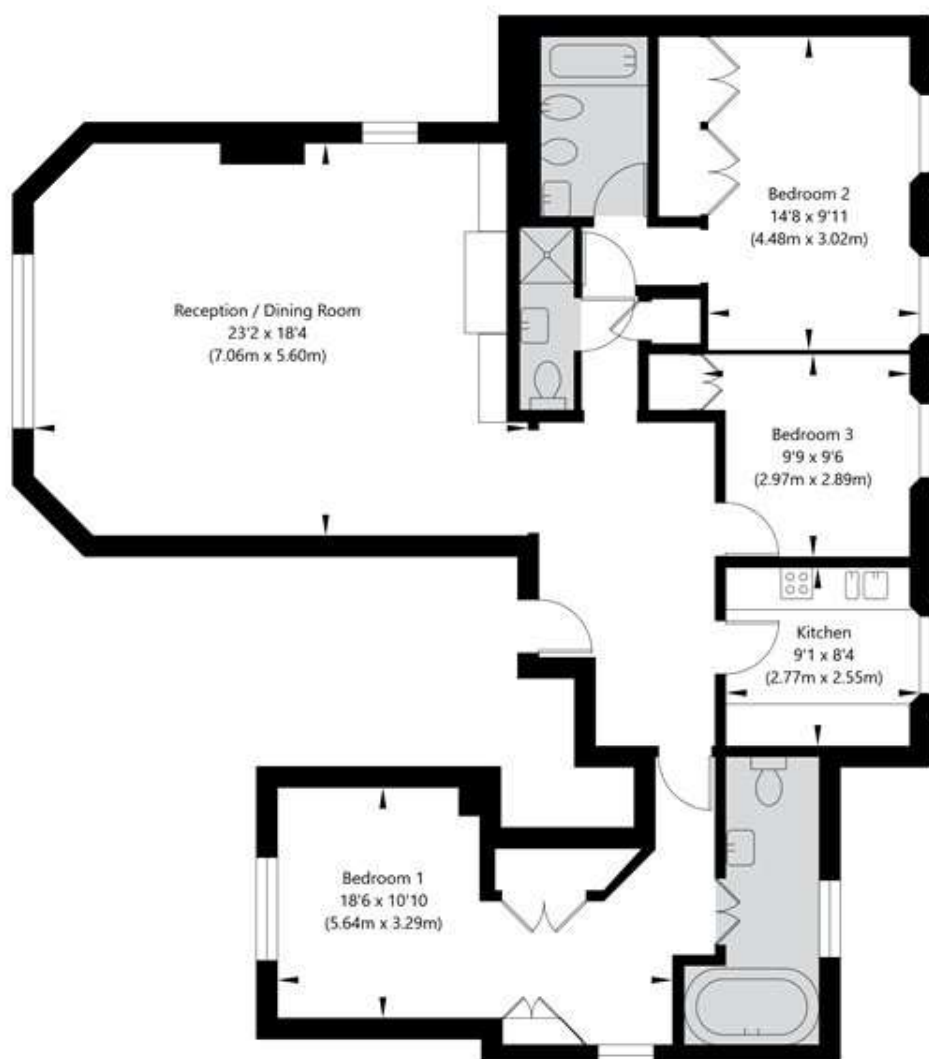 Bedroom 2
14'8 x 9'11
(4.48m x 3.02m)
Reception / Dining Room
23'2 x 18'4
(7.06m x 5.60m)
Bedroom 3
9'9 x 9'6
(2.97m x 2.89m)
Kitchen
9'1 x 8'4
(2.77m x 2.55m)
Bedroom 1
18'6 x 10'10
(5.64m x 3.29m)